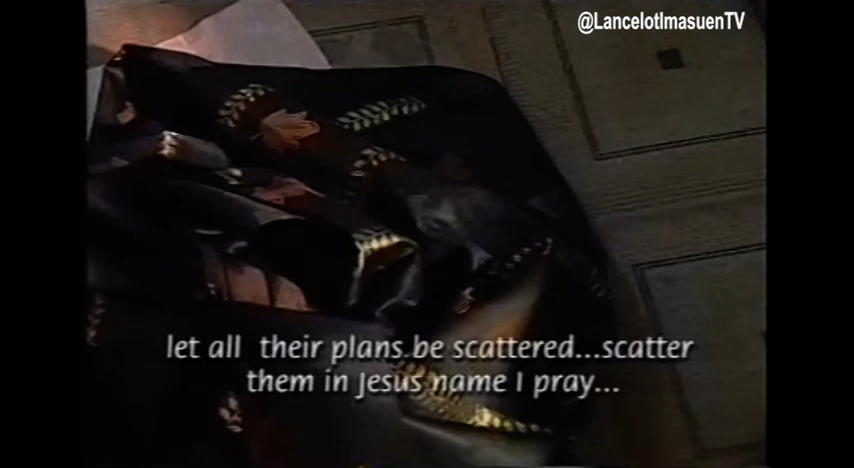 @LancelotImasuenTV
let all their plans be scattered...scatter
them in Jesus name I pray...